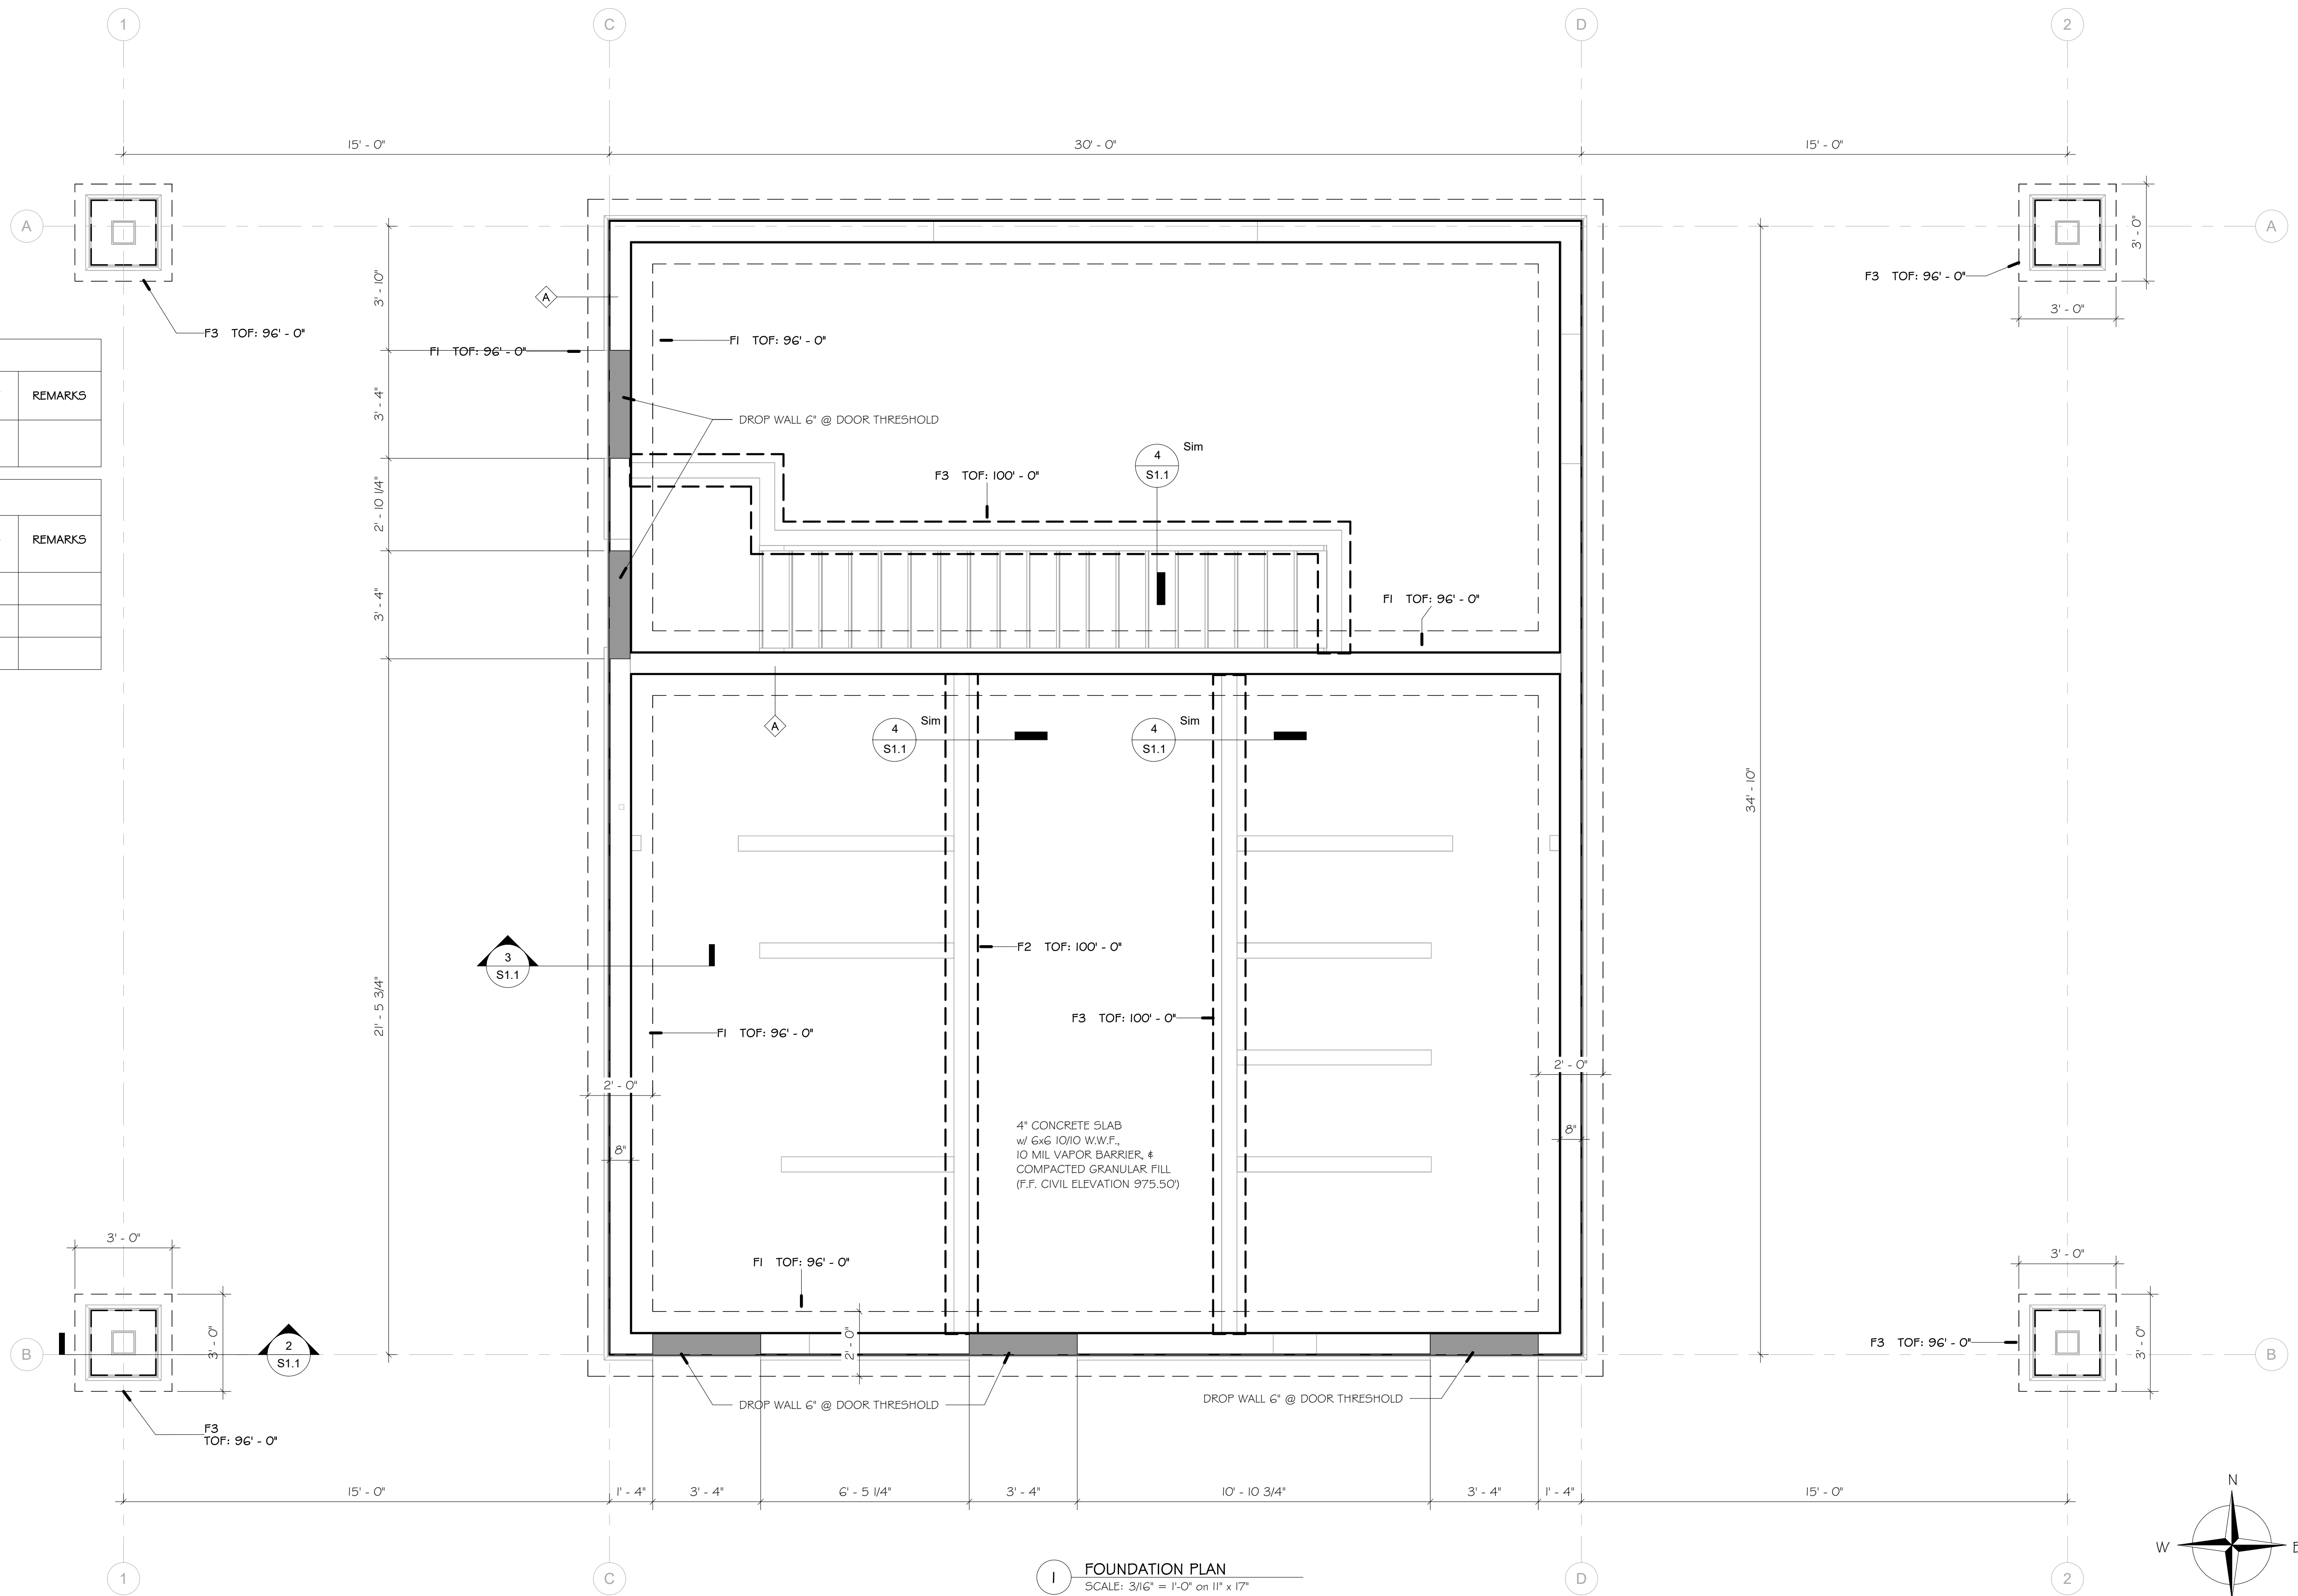 1
C
D
2
15' - 0"
30' - 0"
15' - 0"
A
A
3' - 0"
3' - 10"
F3 TOF: 96' - 0"
A
3' - 0"
F3 TOF: 96' - 0"
F1 TOF: 96' - 0"
F1 TOF: 96' - 0"
REMARKS
3' - 4"
DROP WALL 6" @ DOOR THRESHOLD
4
S1.1
Sim
F3 TOF: 100' - 0"
2' - 10 1/4"
REMARKS
3' - 4"
F1 TOF: 96' - 0"
A
4
S1.1
Sim
4
S1.1
Sim
34' - 10"
F2 TOF: 100' - 0"
3
S1.1
21' - 5 3/4"
F3 TOF: 100' - 0"
F1 TOF: 96' - 0"
2' - 0"
2' - 0"
4" CONCRETE SLAB
w/ 6x6 10/10 W.W.F.,
10 MIL VAPOR BARRIER, &
COMPACTED GRANULAR FILL
(F.F. CIVIL ELEVATION 975.50')
8"
8"
3' - 0"
3' - 0"
F1 TOF: 96' - 0"
2' - 0"
3' - 0"
3' - 0"
F3 TOF: 96' - 0"
B
2
S1.1
B
DROP WALL 6" @ DOOR THRESHOLD
DROP WALL 6" @ DOOR THRESHOLD
F3
TOF: 96' - 0"
15' - 0"
1' - 4"
3' - 4"
6' - 5 1/4"
3' - 4"
10' - 10 3/4"
3' - 4"
1' - 4"
15' - 0"
N
W
E
1
C
D
2
1
FOUNDATION PLAN
SCALE: 3/16" = 1'-0" on 11" x 17"